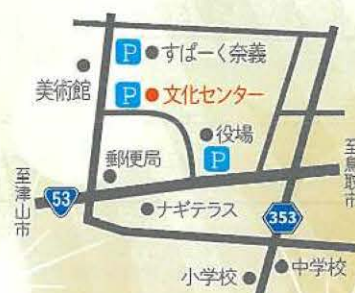 P ●すぱーく奈義
美術館
P ●文化センター
役場
P
郵便局
至津山市
53
至鳥取市
●ナギテラス
353
小学校●
●中学校